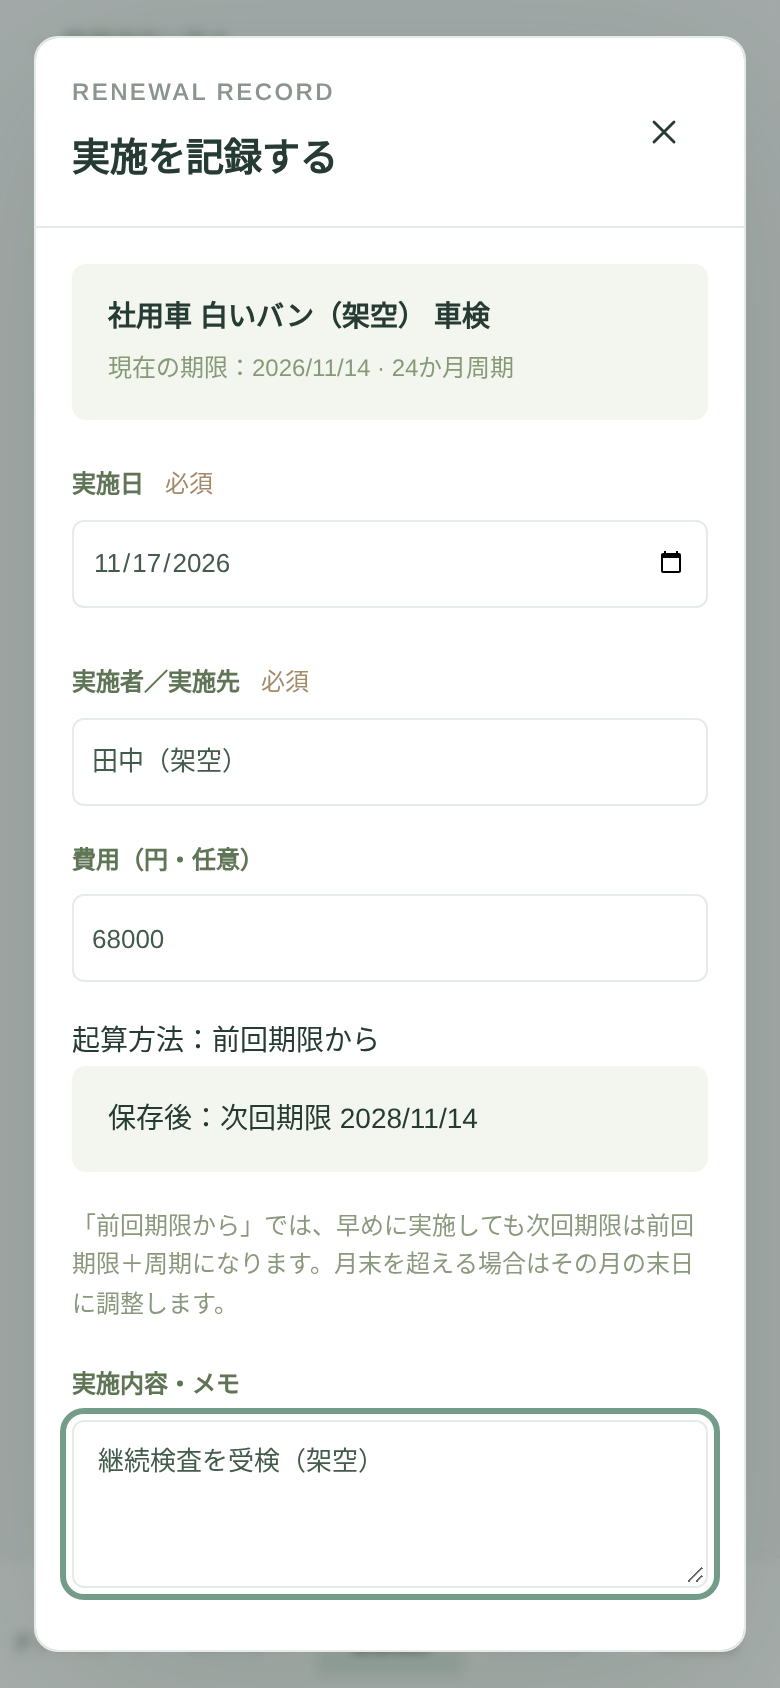 RENEWAL RECORD
実施を記録する
社用車 白いバン（架空） 車検
現在の期限：2026/11/14 · 24か月周期
実施日 必須
11/17/2026
実施者／実施先 必須
田中（架空）
費用（円・任意）
68000
起算方法：前回期限から
保存後：次回期限 2028/11/14
「前回期限から」では、早めに実施しても次回期限は前回
期限＋周期になります。月末を超える場合はその月の末日
に調整します。
実施内容・メモ
継続検査を受検（架空）